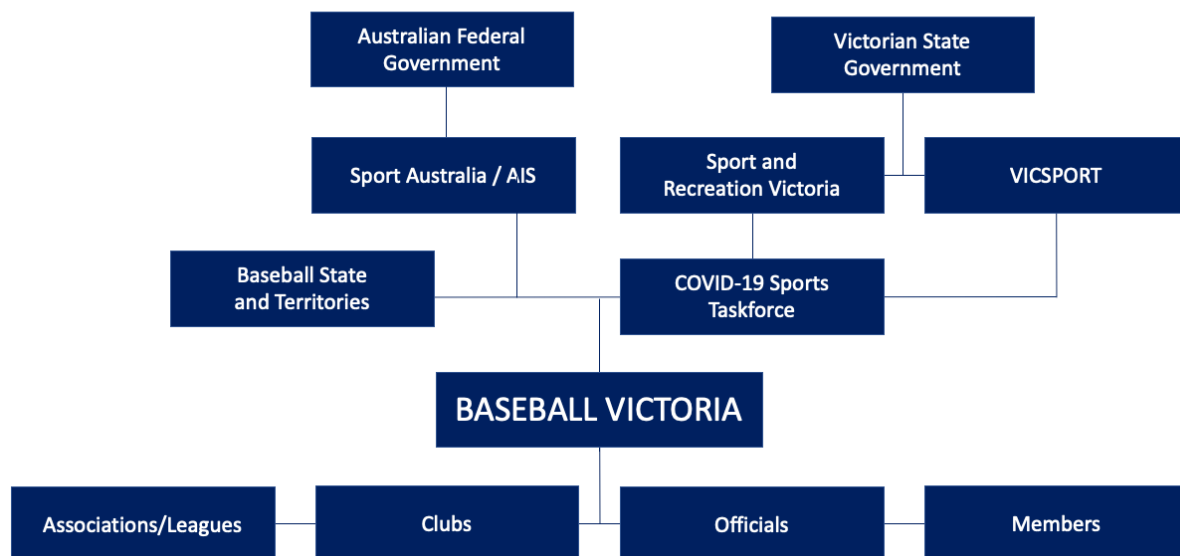 Australian Federal
Government
Victorian State
Government
Sport Australia / AIS
Sport and
Recreation Victoria
VICSPORT
Baseball State
and Territories
COVID-19 Sports
Taskforce
BASEBALL VICTORIA
Associations/Leagues
Clubs
Officials
Members